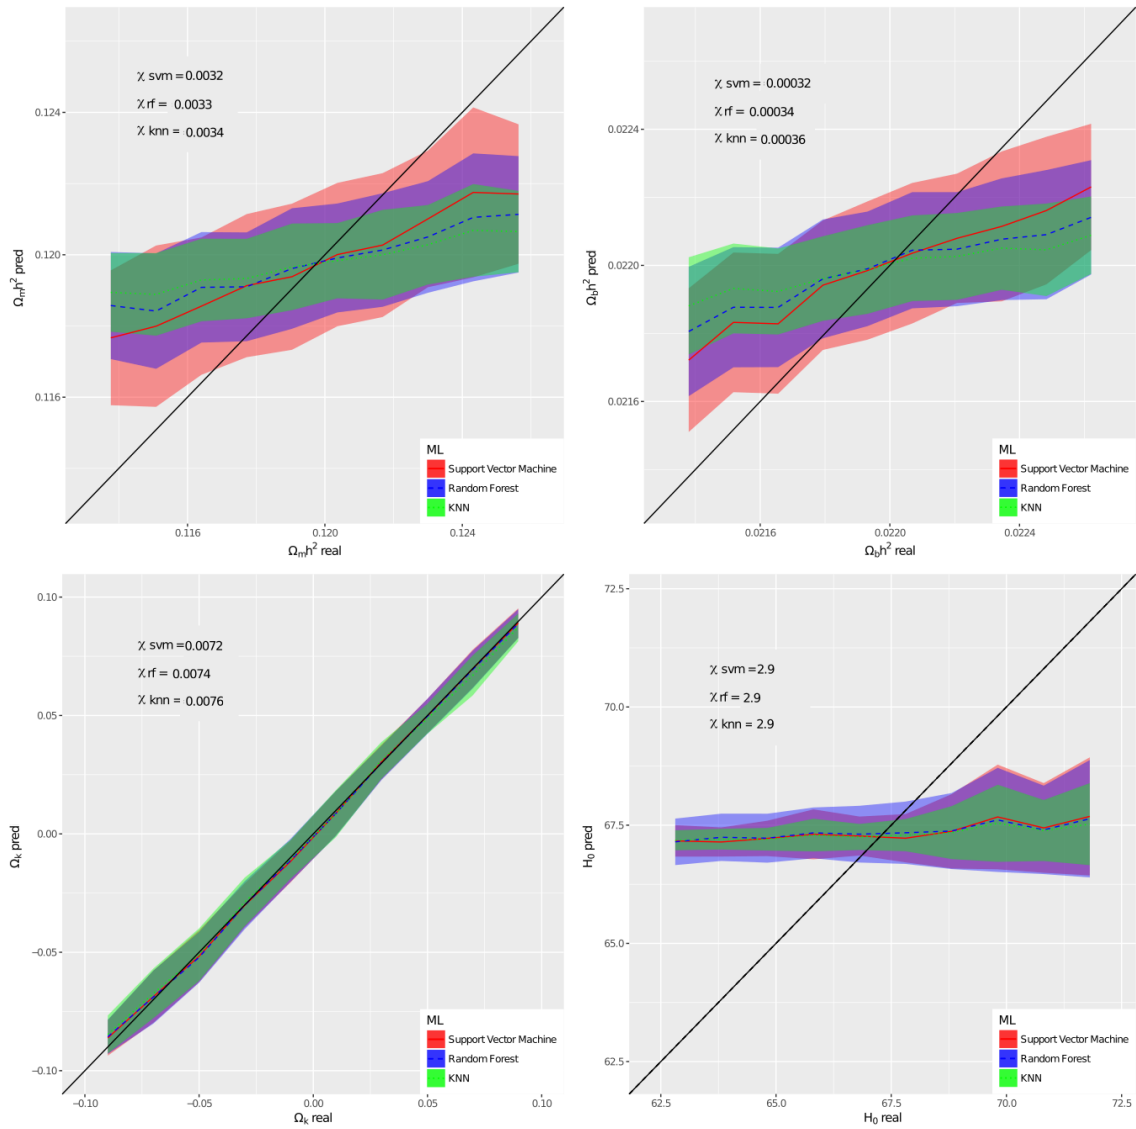 χ svm = 0.0032
χ rf = 0.0033
χ knn = 0.0034
0.124
0.120
0.116
Ωₘh² pred
0.116 0.120 0.124
Ωₘh² real
ML
Support Vector Machine
Random Forest
KNN
χ svm = 0.00032
χ rf = 0.00034
χ knn = 0.00036
0.0224
0.0220
0.0216
Ω_bh² pred
0.0216 0.0220 0.0224
Ω_bh² real
ML
Support Vector Machine
Random Forest
KNN
χ svm = 0.0072
χ rf = 0.0074
χ knn = 0.0076
0.10
0.05
0.00
−0.05
−0.10
Ωₖ pred
−0.10 −0.05 0.00 0.05 0.10
Ωₖ real
ML
Support Vector Machine
Random Forest
KNN
χ svm = 2.9
χ rf = 2.9
χ knn = 2.9
72.5
70.0
67.5
65.0
62.5
H₀ pred
62.5 65.0 67.5 70.0 72.5
H₀ real
ML
Support Vector Machine
Random Forest
KNN